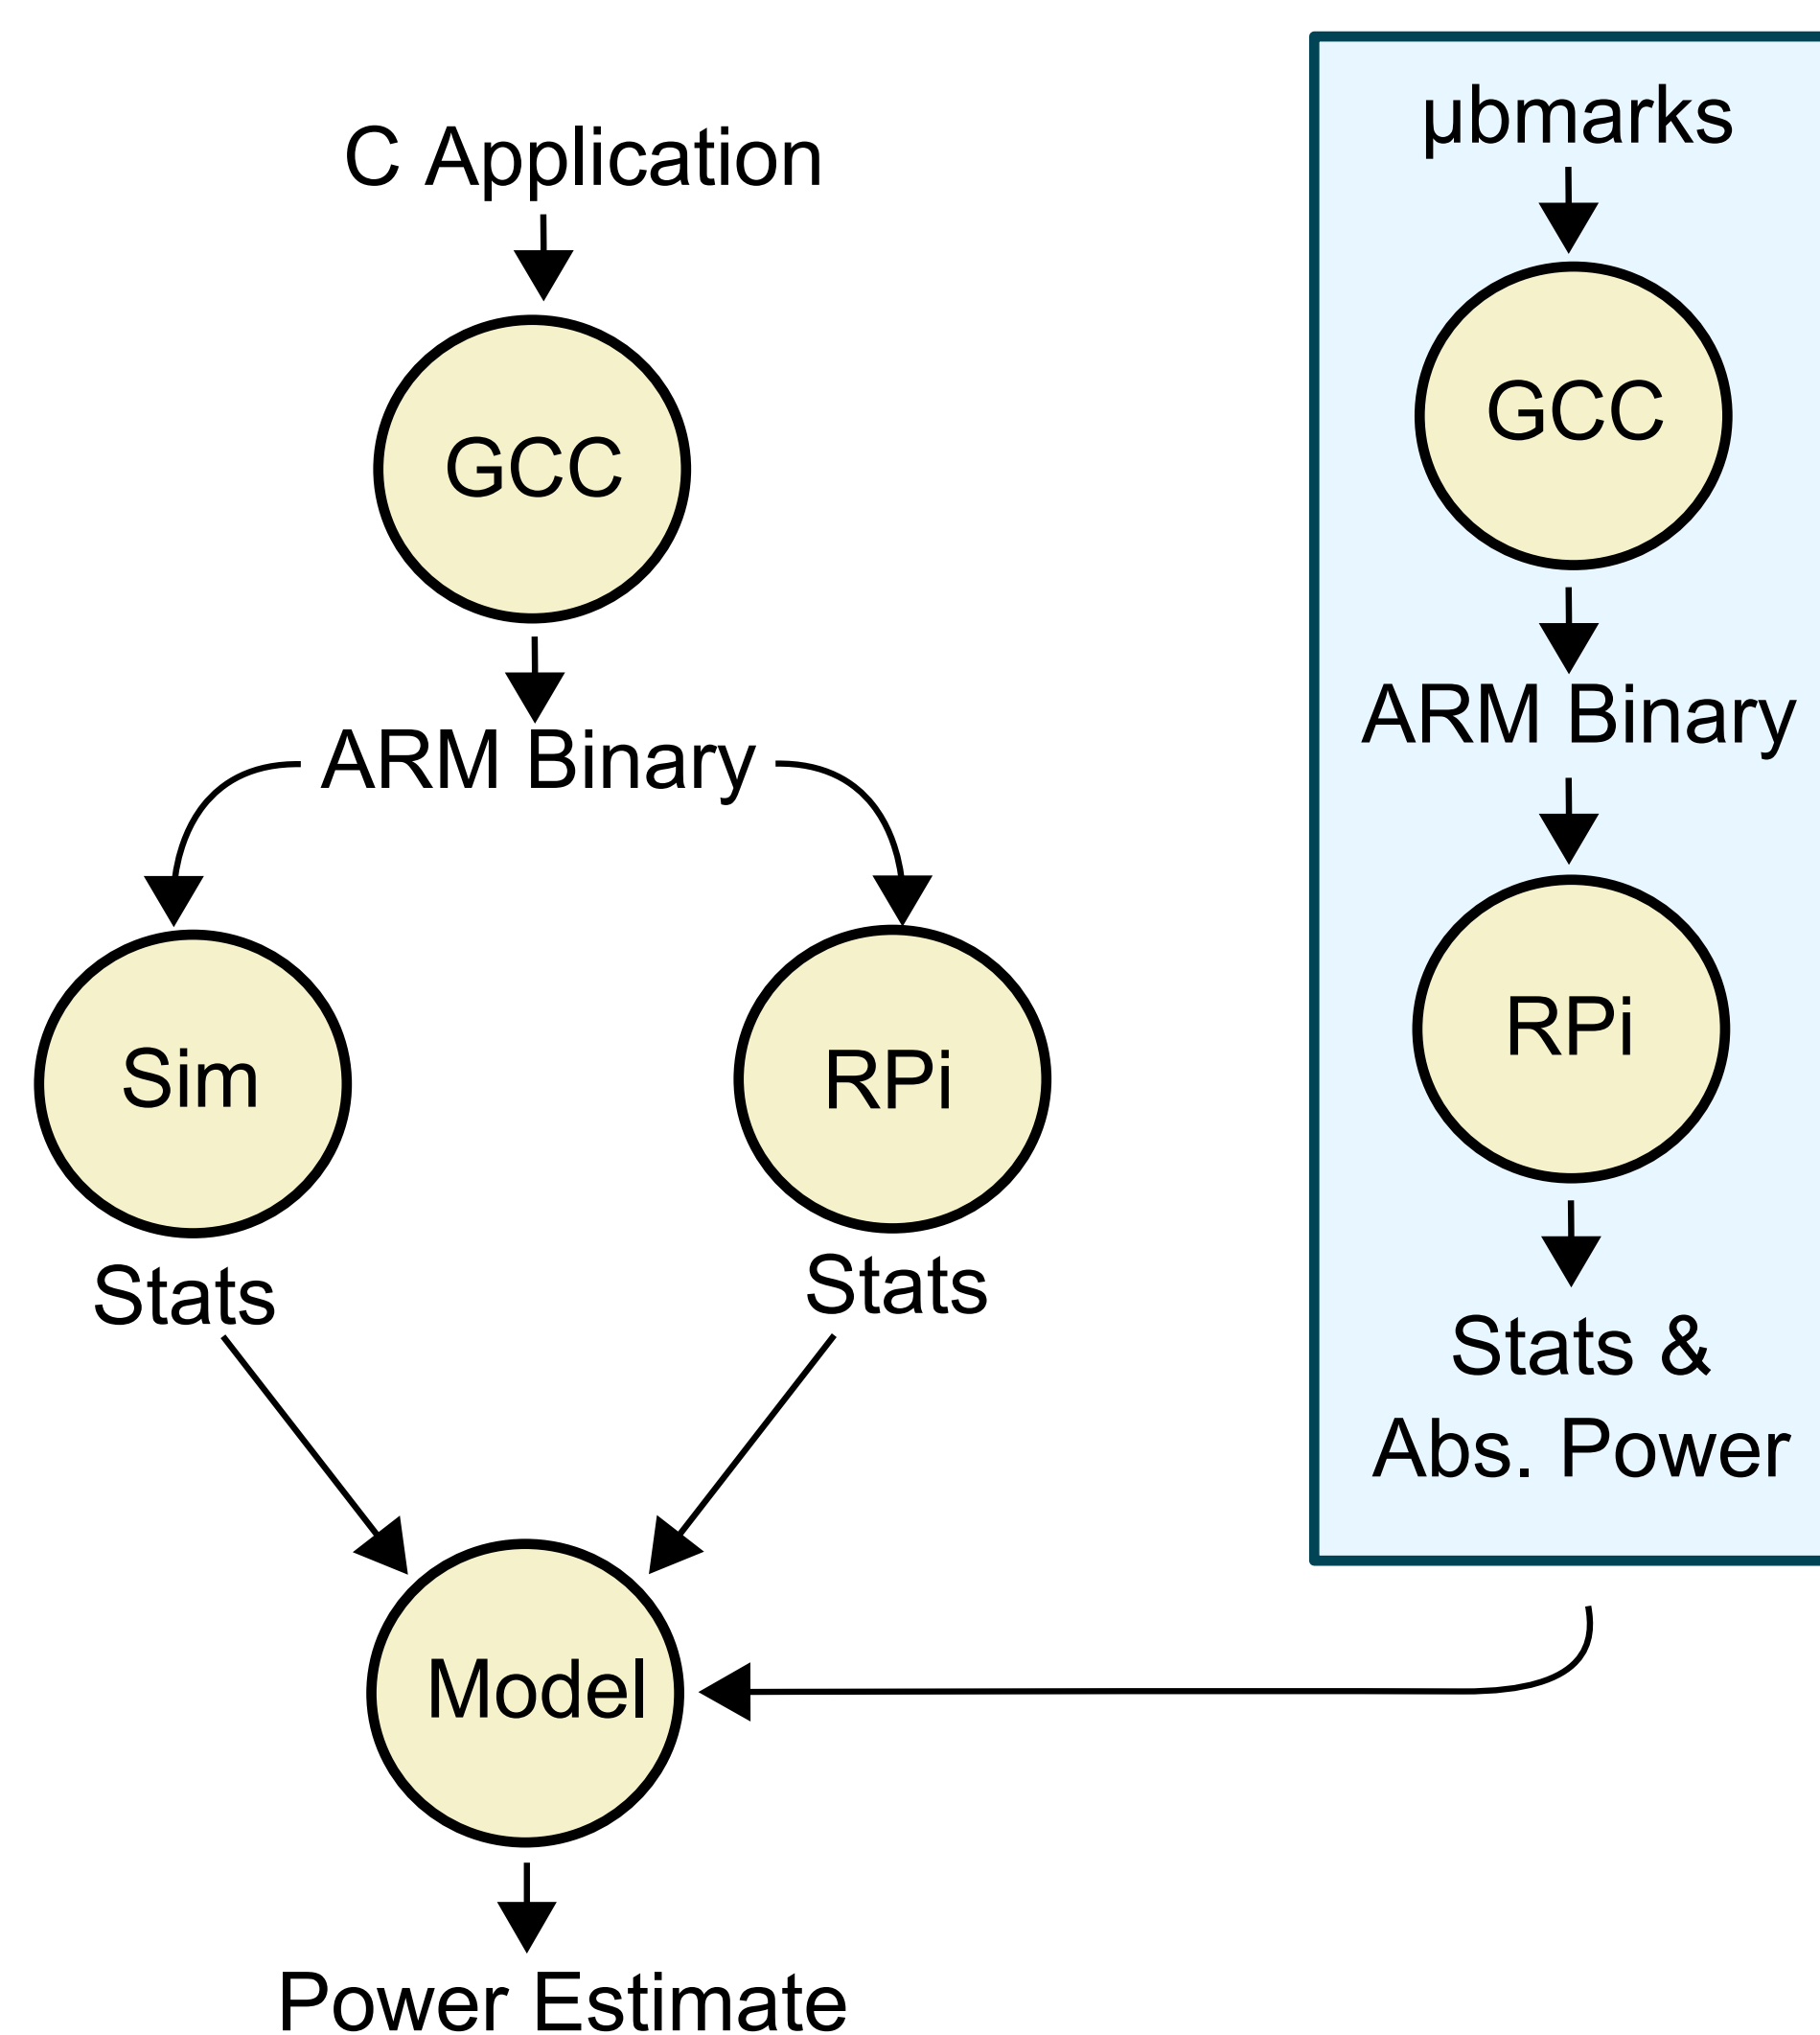 C Application
GCC
ARM Binary
Sim
RPi
Stats
Stats
Model
Power Estimate
µbmarks
GCC
ARM Binary
RPi
Stats &
Abs. Power